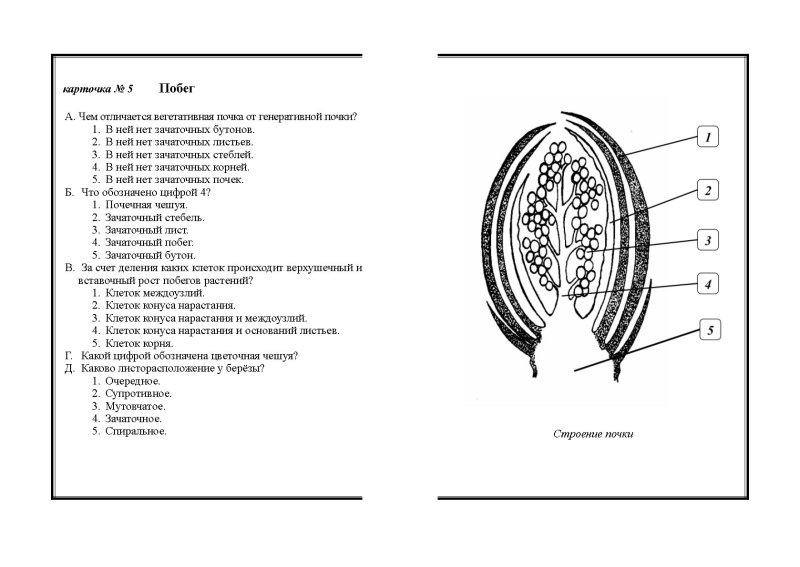 карточка № 5 Побег
А. Чем отличается вегетативная почка от генеративной почки?
1. В ней нет зачаточных бутонов.
2. В ней нет зачаточных листьев.
3. В ней нет зачаточных стеблей.
4. В ней нет зачаточных корней.
5. В ней нет зачаточных почек.
Б. Что обозначено цифрой 4?
1. Почечная чешуя.
2. Зачаточный стебель.
3. Зачаточный лист.
4. Зачаточный побег.
5. Зачаточный бутон.
В. За счет деления каких клеток происходит верхушечный и
вставочный рост побегов растений?
1. Клеток междоузлий.
2. Клеток конуса нарастания.
3. Клеток конуса нарастания и междоузлий.
4. Клеток конуса нарастания и оснований листьев.
5. Клеток корня.
Г. Какой цифрой обозначена цветочная чешуя?
Д. Каково листорасположение у берёзы?
1. Очередное.
2. Супротивное.
3. Мутовчатое.
4. Зачаточное.
5. Спиральное.
1
2
3
4
5
Строение почки